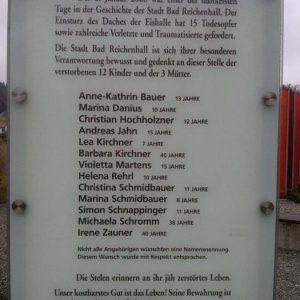 Tage in der Geschichte der Stadt Bad Reichenhall. Der
Einsturz des Daches der Eishalle hat 15 Todesopfer
sowie zahlreiche Verletzte und Traumatisierte gefordert.
Die Stadt Bad Reichenhall ist sich ihrer besonderen
Verantwortung bewusst und gedenkt an dieser Stelle der
verstorbenen 12 Kinder und der 3 Mütter.
Anne-Kathrin Bauer 13 JAHRE
Marina Danius 10 JAHRE
Christian Hochholzner 12 JAHRE
Andreas Jahn 15 JAHRE
Lea Kirchner 7 JAHRE
Barbara Kirchner 40 JAHRE
Violetta Martens 15 JAHRE
Helena Rehrl 10 JAHRE
Christina Schmidbauer 11 JAHRE
Marina Schmidbauer 8 JAHRE
Simon Schnappinger 11 JAHRE
Michaela Schromm 38 JAHRE
Irene Zauner 40 JAHRE
Nicht alle Angehörigen wünschten eine Namensnennung.
Diesem Wunsch wurde mit Respekt entsprochen.
Die Stelen erinnern an ihr jäh zerstörtes Leben.
Unser kostbarstes Gut ist das Leben! Seine Bewahrung ist